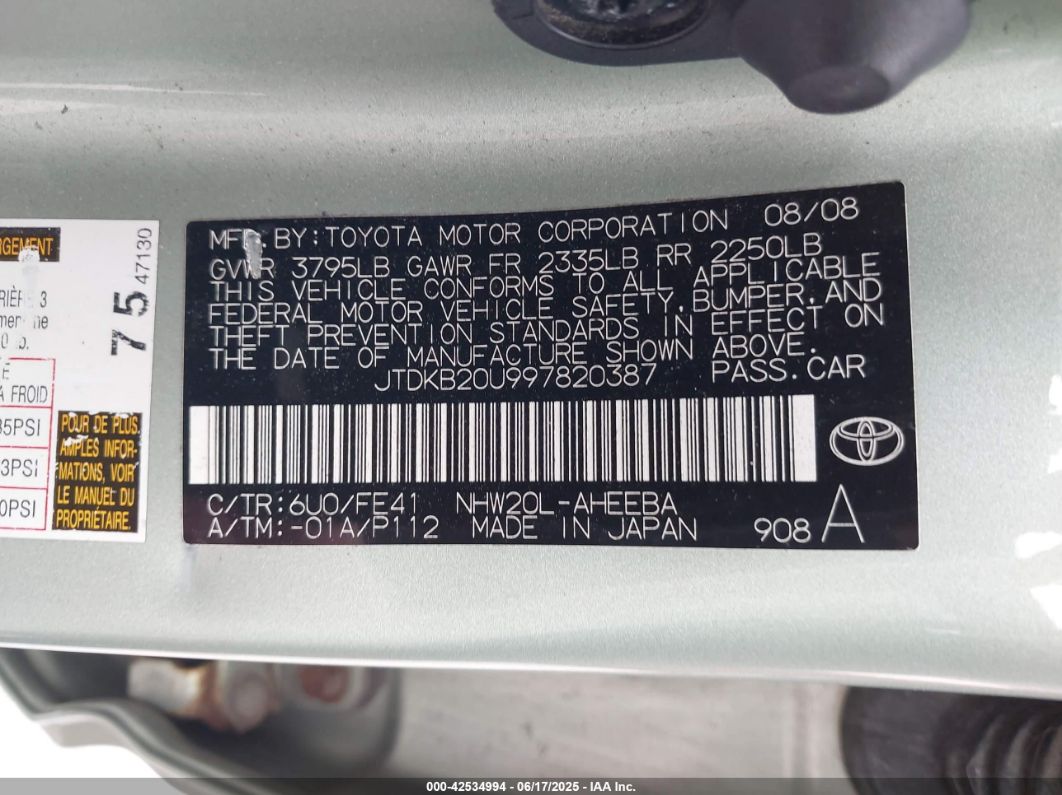 MFD. BY: TOYOTA MOTOR CORPORATION 08/08
GVWR 3795LB GAWR FR 2335LB RR 2250LB
THIS VEHICLE CONFORMS TO ALL APPLICABLE
FEDERAL MOTOR VEHICLE SAFETY, BUMPER, AND
THEFT PREVENTION STANDARDS IN EFFECT ON
THE DATE OF MANUFACTURE SHOWN ABOVE.
JTDKB20U997820387 PASS. CAR
C/TR: 6U0/FE41 NHW20L-AHEEBA
A/TM: -01A/P112 MADE IN JAPAN 908 A
75 47130
A FROID
POUR DE PLUS
AMPLES INFOR-
MATIONS, VOIR
LE MANUEL DU
PROPRIÉTAIRE.
000-42534994 - 06/17/2025 - IAA Inc.